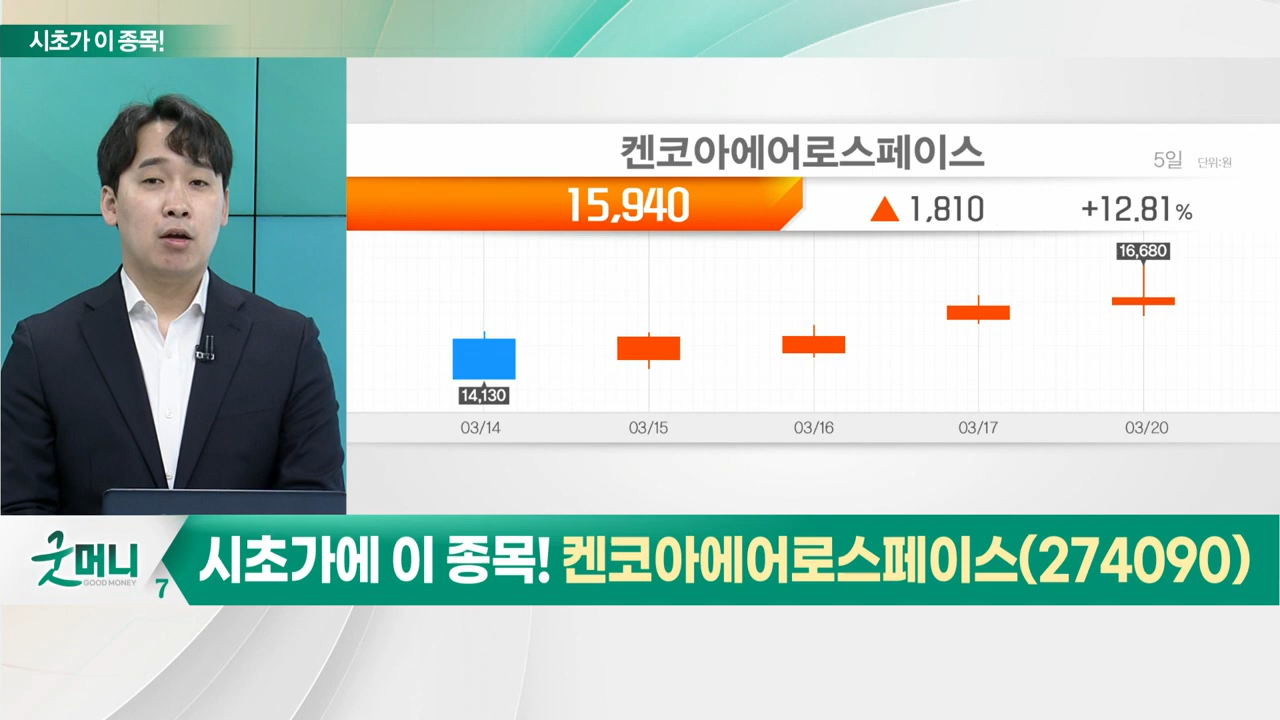 시초가 이 종목!
켄코아에어로스페이스
5일 단위:원
15,940 ▲ 1,810 +12.81%
16,680
14,130
03/14 03/15 03/16 03/17 03/20
굿머니
GOOD MONEY
7
시초가에 이 종목! 켄코아에어로스페이스(274090)